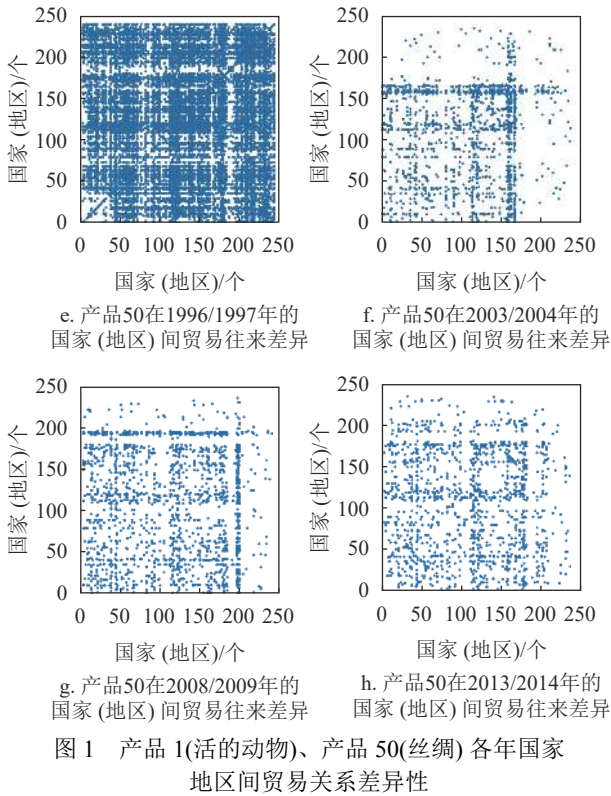 250
200
150
100
50
0
国家 (地区)/个
0 50 100 150 200 250
国家 (地区)/个
e. 产品50在1996/1997年的
国家 (地区) 间贸易往来差异
250
200
150
100
50
0
国家 (地区)/个
0 50 100 150 200 250
国家 (地区)/个
f. 产品50在2003/2004年的
国家 (地区) 间贸易往来差异
250
200
150
100
50
0
国家 (地区)/个
0 50 100 150 200 250
国家 (地区)/个
g. 产品50在2008/2009年的
国家 (地区) 间贸易往来差异
250
200
150
100
50
0
国家 (地区)/个
0 50 100 150 200 250
国家 (地区)/个
h. 产品50在2013/2014年的
国家 (地区) 间贸易往来差异
图 1 产品 1(活的动物)、产品 50(丝绸) 各年国家
地区间贸易关系差异性